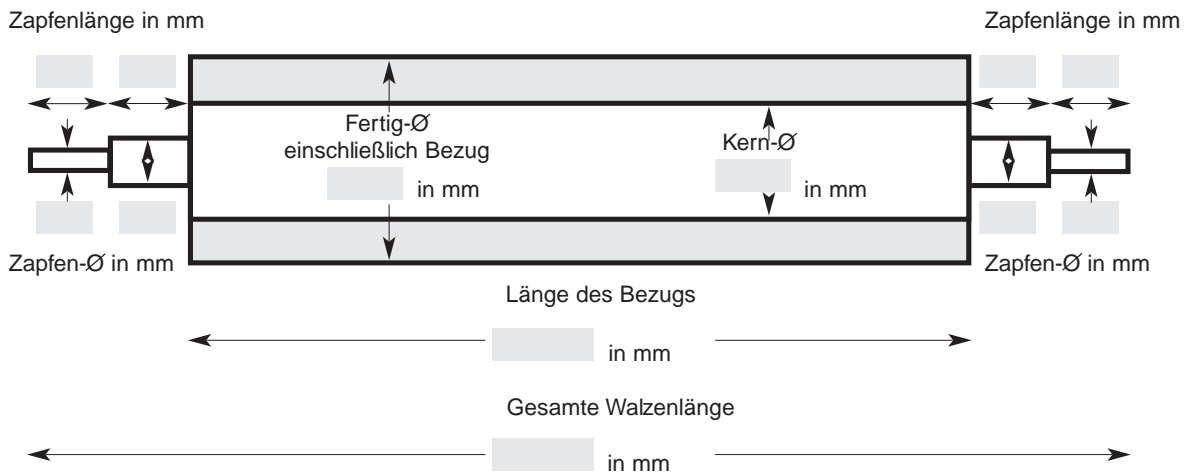 Zapfenlänge in mm
Zapfenlänge in mm
Fertig-Ø
einschließlich Bezug
in mm
Kern-Ø
in mm
Zapfen-Ø in mm
Zapfen-Ø in mm
Länge des Bezugs
in mm
Gesamte Walzenlänge
in mm